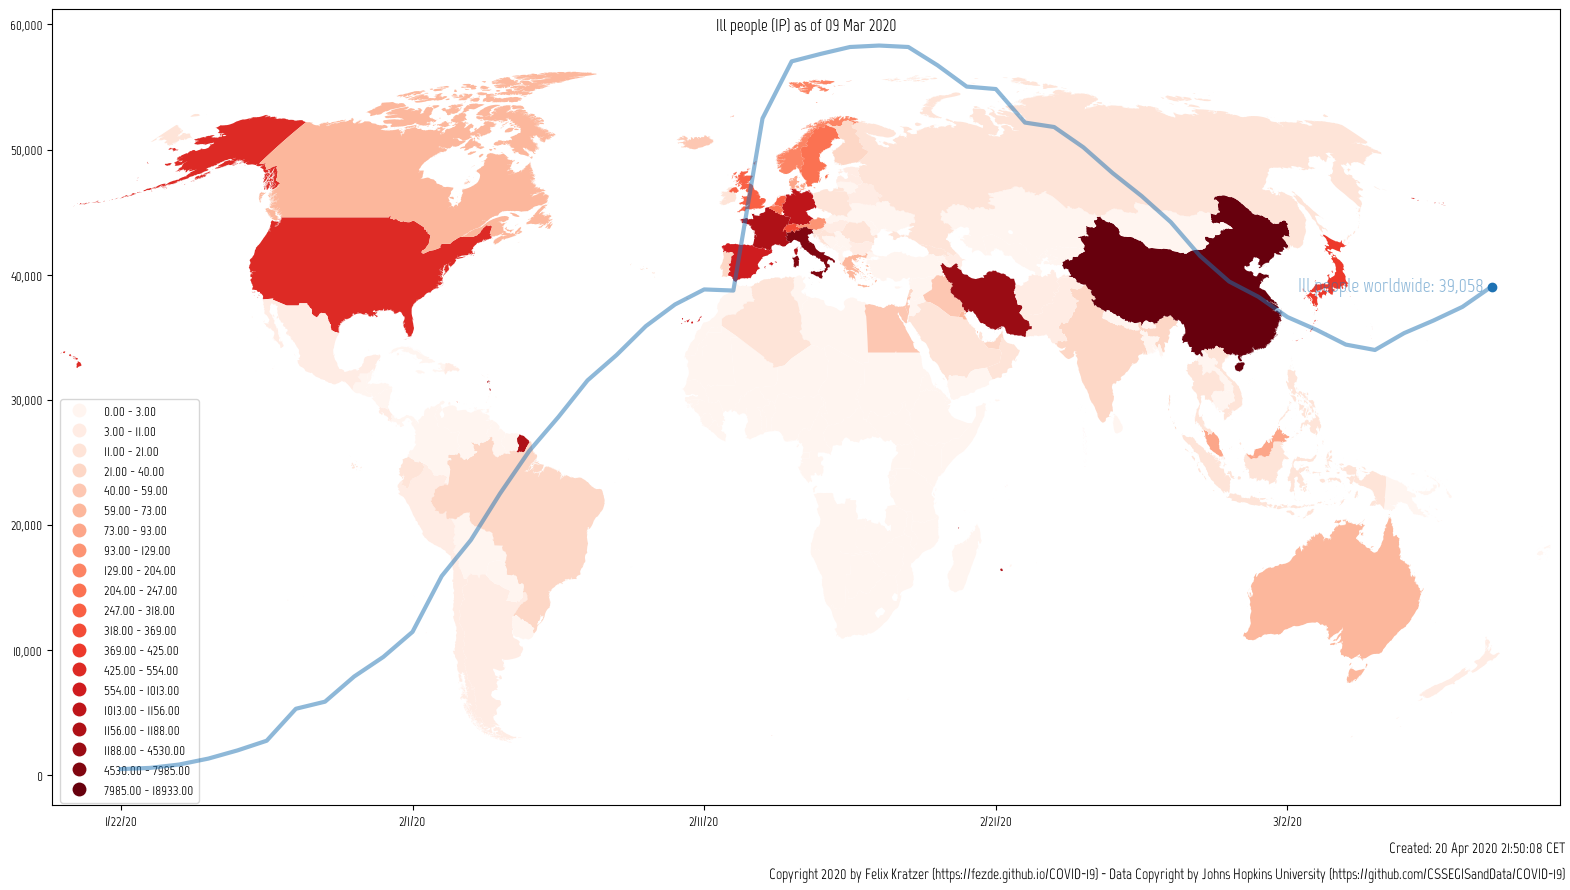 Ill people (IP) as of 09 Mar 2020
60,000
50,000
40,000
30,000
20,000
10,000
0
Ill people worldwide: 39,058
0.00 - 3.00
3.00 - 11.00
11.00 - 21.00
21.00 - 40.00
40.00 - 59.00
59.00 - 73.00
73.00 - 93.00
93.00 - 129.00
129.00 - 204.00
204.00 - 247.00
247.00 - 318.00
318.00 - 369.00
369.00 - 425.00
425.00 - 554.00
554.00 - 1013.00
1013.00 - 1156.00
1156.00 - 1188.00
1188.00 - 4530.00
4530.00 - 7985.00
7985.00 - 18933.00
1/22/20
2/1/20
2/11/20
2/21/20
3/2/20
Created: 20 Apr 2020 21:50:08 CET
Copyright 2020 by Felix Kratzer (https://fezde.github.io/COVID-19) - Data Copyright by Johns Hopkins University (https://github.com/CSSEGISandData/COVID-19)